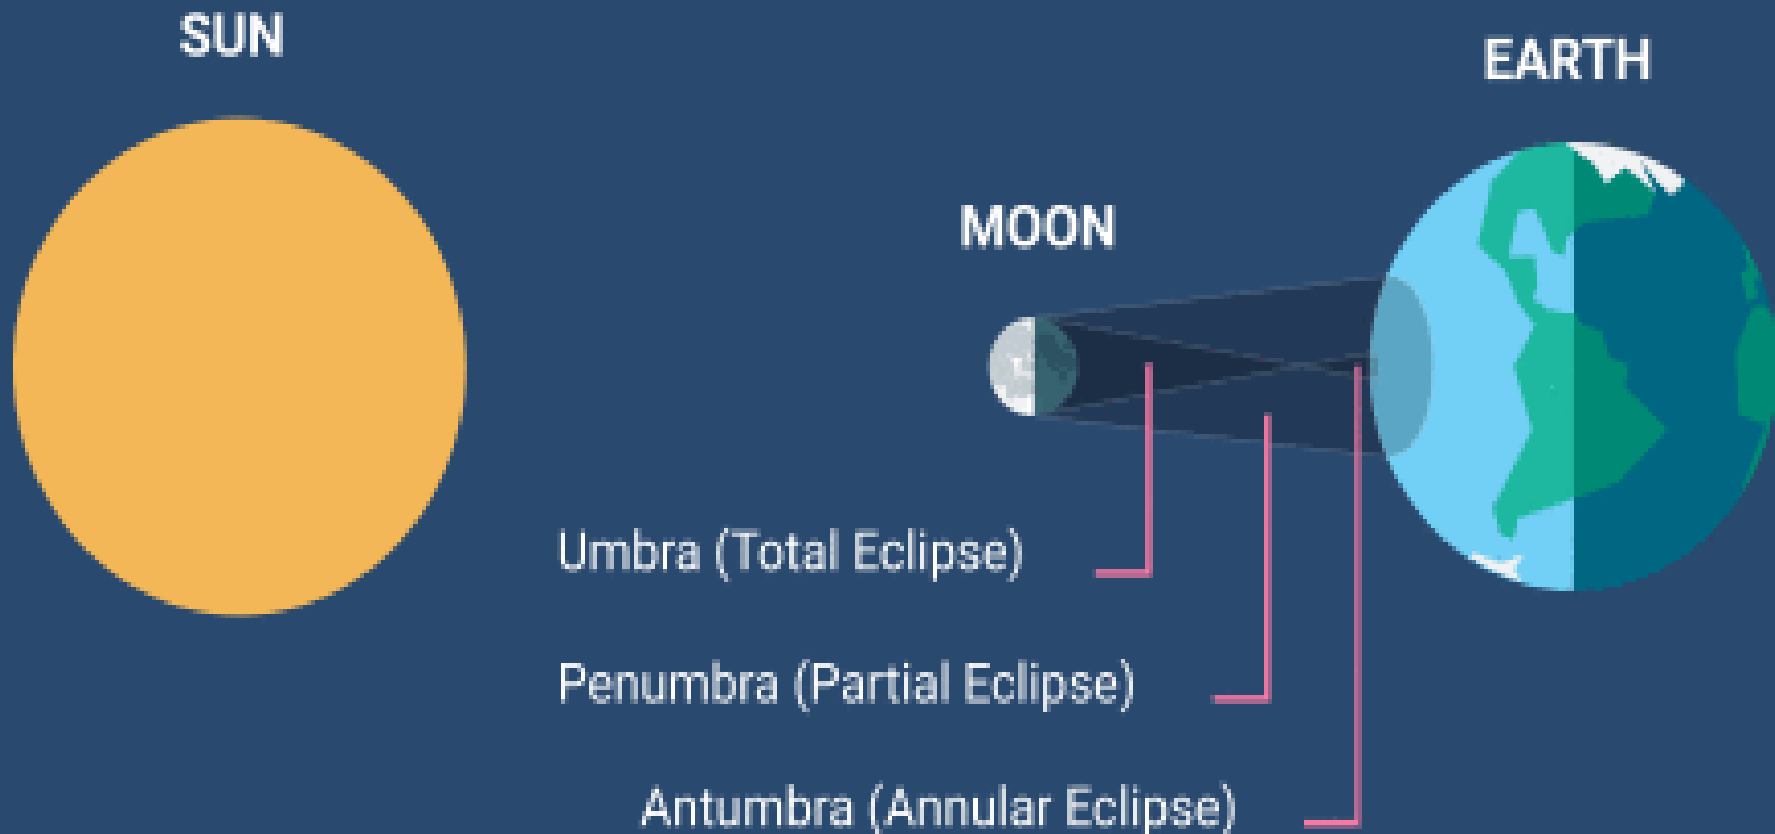 SUN
EARTH
MOON
Umbra (Total Eclipse)
Penumbra (Partial Eclipse)
Antumbra (Annular Eclipse)